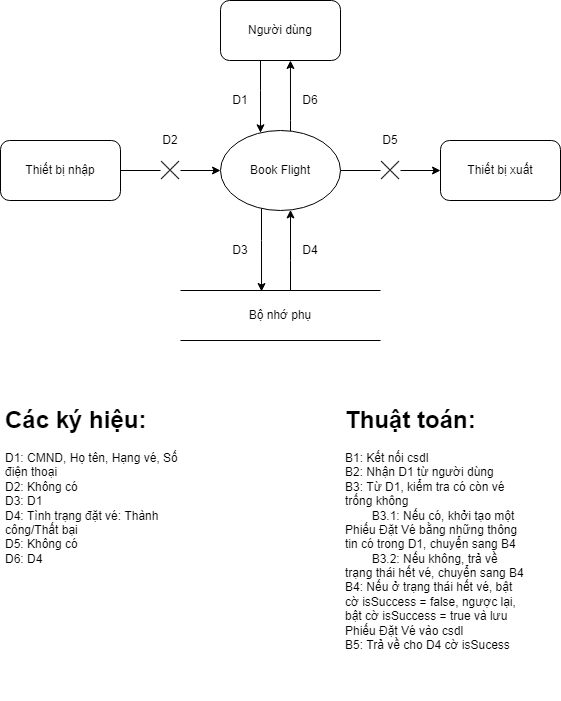 Người dùng
D1
D6
D2
D5
Thiết bị nhập
Book Flight
Thiết bị xuất
D3
D4
Bộ nhớ phụ
Các ký hiệu:
D1: CMND, Họ tên, Hạng vé, Số
điện thoại
D2: Không có
D3: D1
D4: Tình trạng đặt vé: Thành
công/Thất bại
D5: Không có
D6: D4
Thuật toán:
B1: Kết nối csdl
B2: Nhận D1 từ người dùng
B3: Từ D1, kiểm tra có còn vé
trống không
B3.1: Nếu có, khởi tạo một
Phiếu Đặt Vé bằng những thông
tin có trong D1, chuyển sang B4
B3.2: Nếu không, trả về
trạng thái hết vé, chuyển sang B4
B4: Nếu ở trạng thái hết vé, bật
cờ isSuccess = false, ngược lại,
bật cờ isSuccess = true và lưu
Phiếu Đặt Vé vào csdl
B5: Trả về cho D4 cờ isSucess